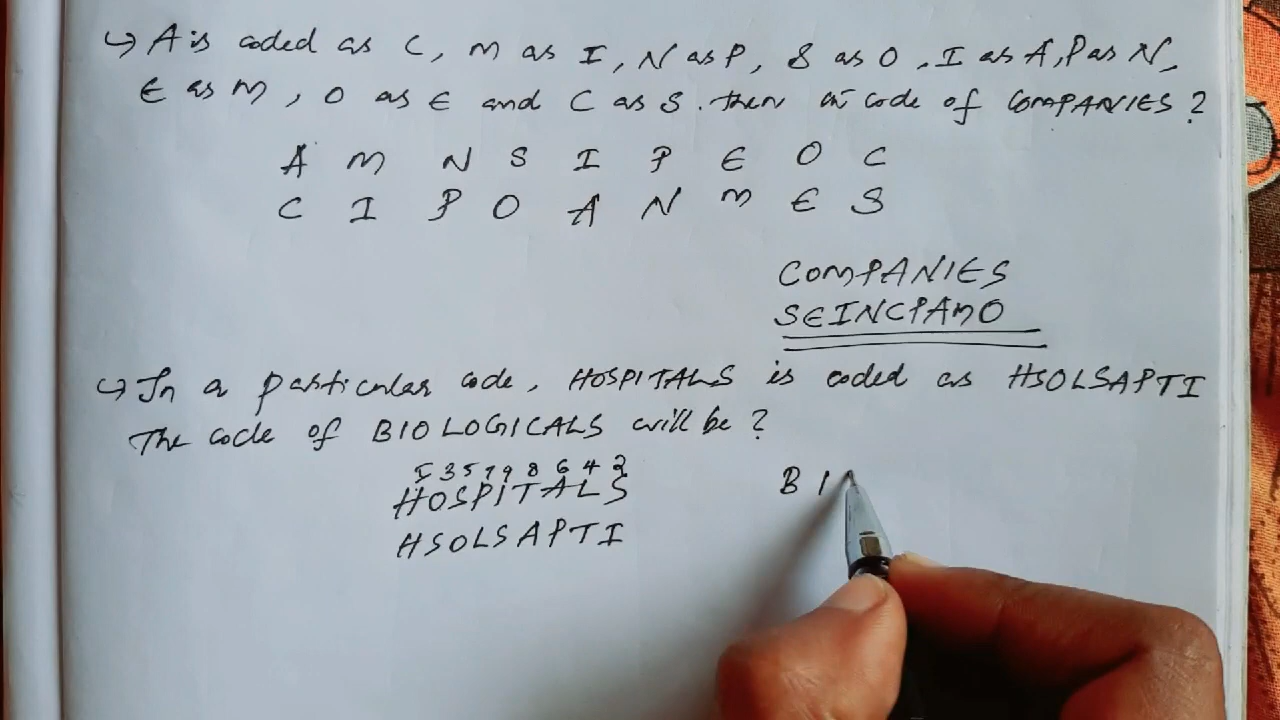 ↳ A is coded as C, M as I, N as P, S as O, I as A, P as N,
E as M, O as E and C as S. then code of COMPANIES?
A M N S I P E O C
C I P O A N M E S
COMPANIES
SEINCPAMO
↳ In a particular code, HOSPITALS is coded as HSOLSAPTI
The code of BIOLOGICALS will be?
1 3 5 7 9 8 6 4 2
HOSPITALS
B I
HSOLSAPTI